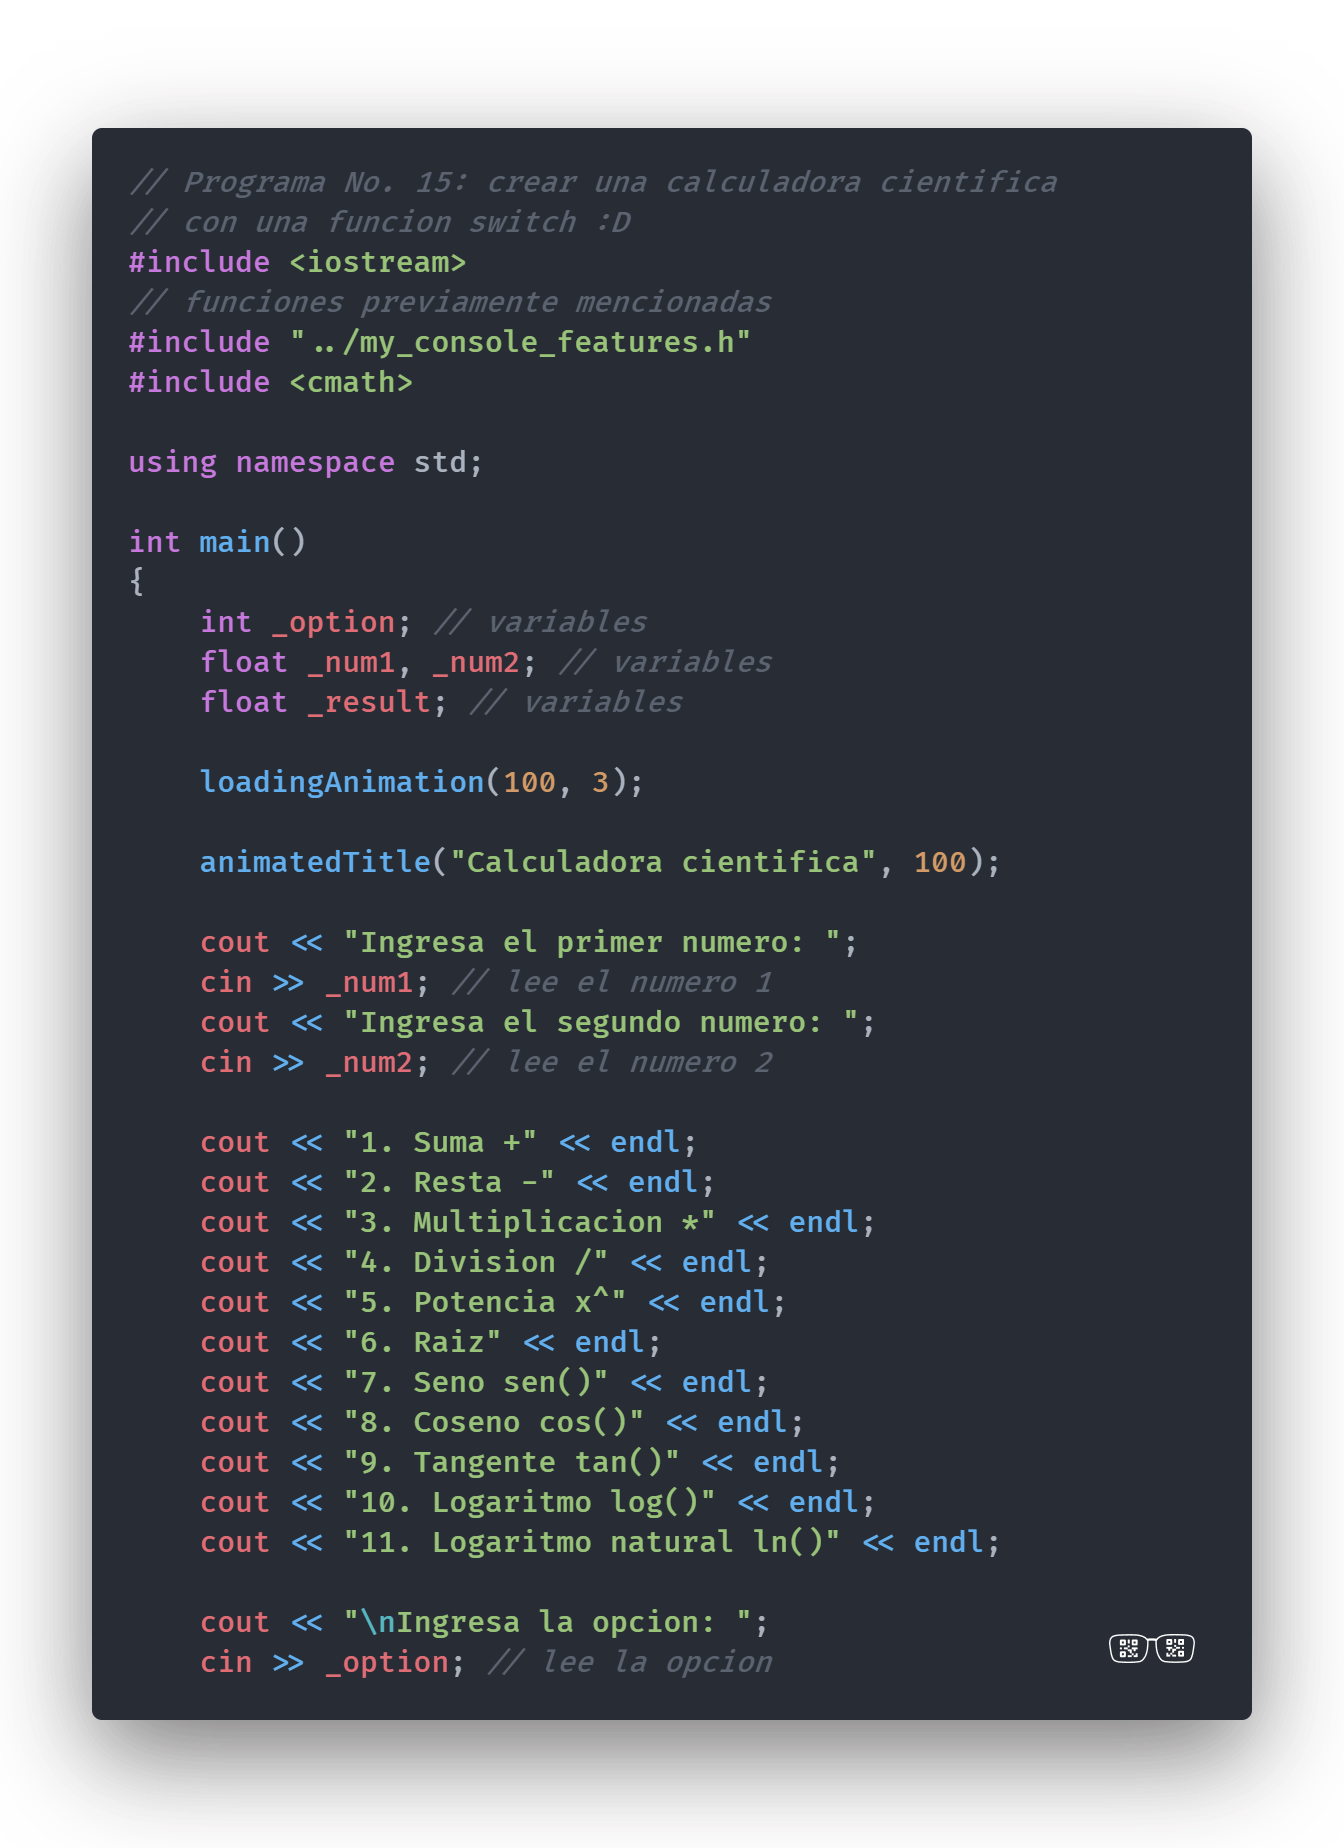 // Programa No. 15: crear una calculadora cientifica
// con una funcion switch :D
#include <iostream>
// funciones previamente mencionadas
#include "../my_console_features.h"
#include <cmath>
using namespace std;
int main()
{
int _option; // variables
float _num1, _num2; // variables
float _result; // variables
loadingAnimation(100, 3);
animatedTitle("Calculadora cientifica", 100);
cout << "Ingresa el primer numero: ";
cin >> _num1; // lee el numero 1
cout << "Ingresa el segundo numero: ";
cin >> _num2; // lee el numero 2
cout << "1. Suma +" << endl;
cout << "2. Resta -" << endl;
cout << "3. Multiplicacion *" << endl;
cout << "4. Division /" << endl;
cout << "5. Potencia x^" << endl;
cout << "6. Raiz" << endl;
cout << "7. Seno sen()" << endl;
cout << "8. Coseno cos()" << endl;
cout << "9. Tangente tan()" << endl;
cout << "10. Logaritmo log()" << endl;
cout << "11. Logaritmo natural ln()" << endl;
cout << "\nIngresa la opcion: ";
cin >> _option; // lee la opcion